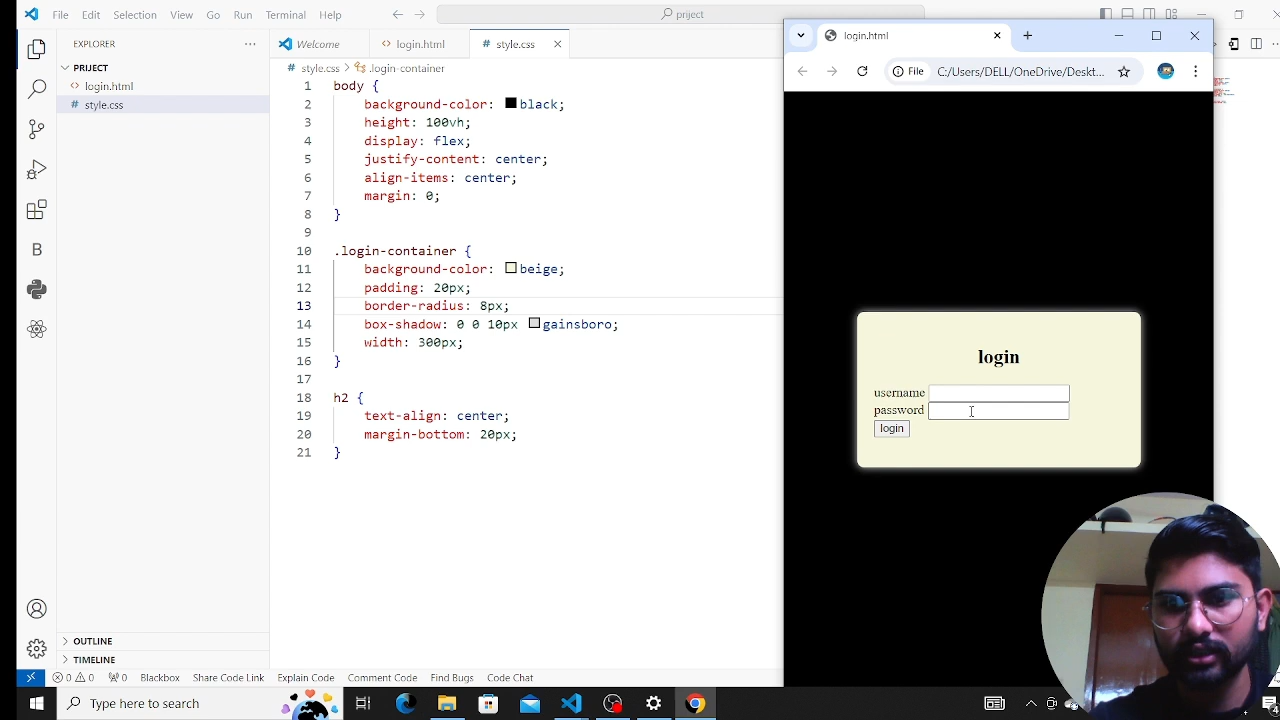 File Edit Selection View Go Run Terminal Help
priject
EXPLORER
PRIJECT
login.html
style.css
Welcome
login.html
style.css
style.css > .login-container
1 body {
2 background-color: black;
3 height: 100vh;
4 display: flex;
5 justify-content: center;
6 align-items: center;
7 margin: 0;
8 }
9
10 .login-container {
11 background-color: beige;
12 padding: 20px;
13 border-radius: 8px;
14 box-shadow: 0 0 10px gainsboro;
15 width: 300px;
16 }
17
18 h2 {
19 text-align: center;
20 margin-bottom: 20px;
21 }
login.html
File C:/Users/DELL/OneDrive/Deskt...
login
username
password
login
B
OUTLINE
TIMELINE
0 0 0 Blackbox Share Code Link Explain Code Comment Code Find Bugs Code Chat
Type here to search